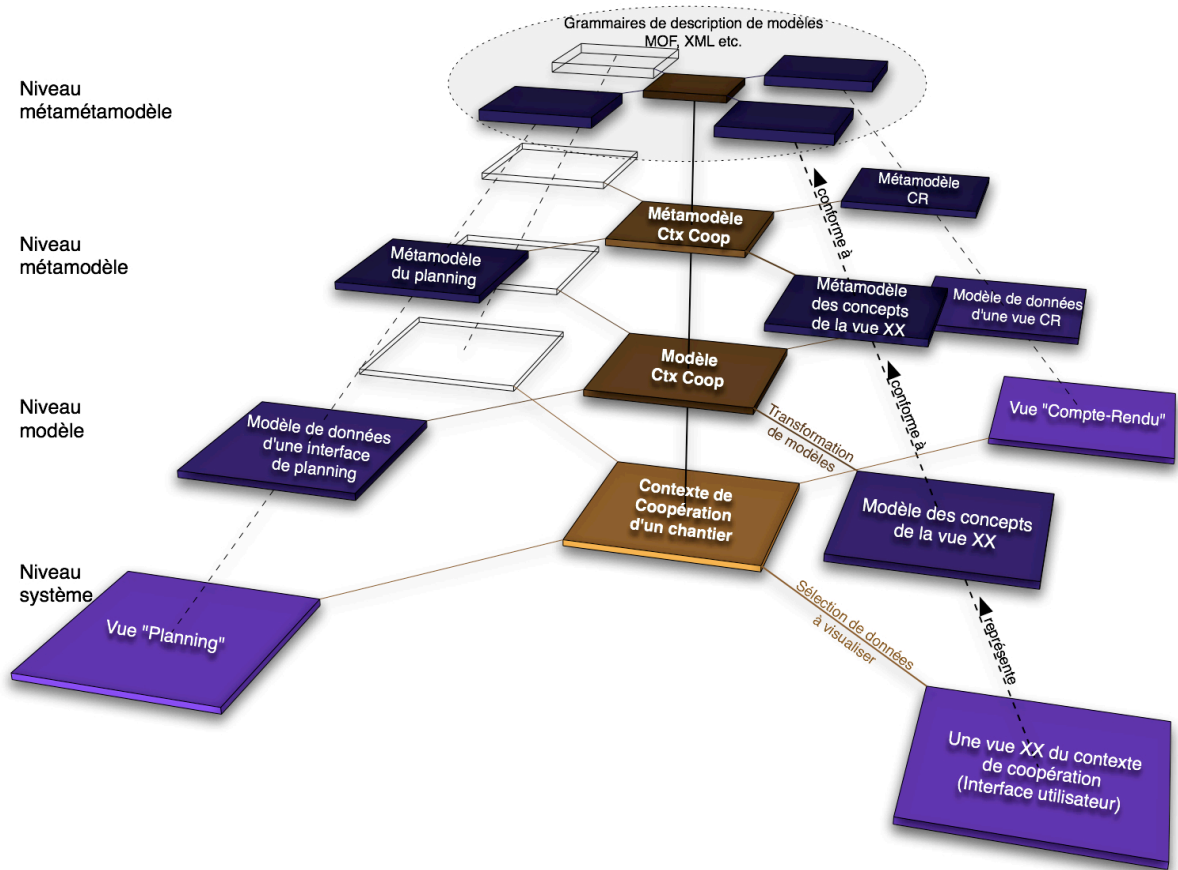 Grammaires de description de modèles
MOF, XML etc.
Niveau
métamétamodèle
Métamodèle
CR
conforme à
Métamodèle
Ctx Coop
Niveau
métamodèle
Métamodèle
du planning
Métamodèle
des concepts
de la vue XX
Modèle de données
d'une vue CR
Modèle
Ctx Coop
conforme à
Niveau
modèle
Modèle de données
d'une interface
de planning
Transformation
de modèles
Vue "Compte-Rendu"
Contexte de
Coopération
d'un chantier
Modèle des concepts
de la vue XX
Niveau
système
Vue "Planning"
Sélection de données
à visualiser
représente
Une vue XX du contexte
de coopération
(Interface utilisateur)